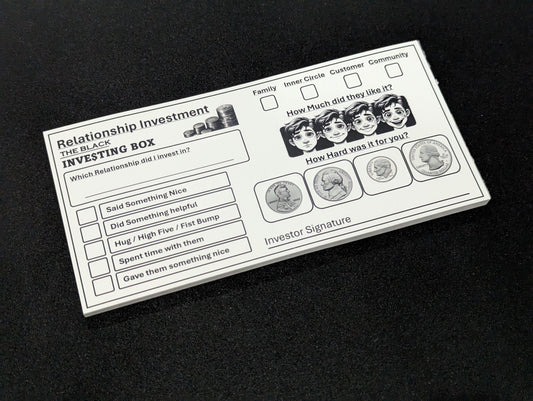 Relationship Investment
THE BLACK
INVE$TING BOX
Which Relationship did I invest in?
Said Something Nice
Did Something helpful
Hug / High Five / Fist Bump
Spent time with them
Gave them something nice
Family Inner Circle Customer Community
How Much did they like it?
How Hard was it for you?
Investor Signature